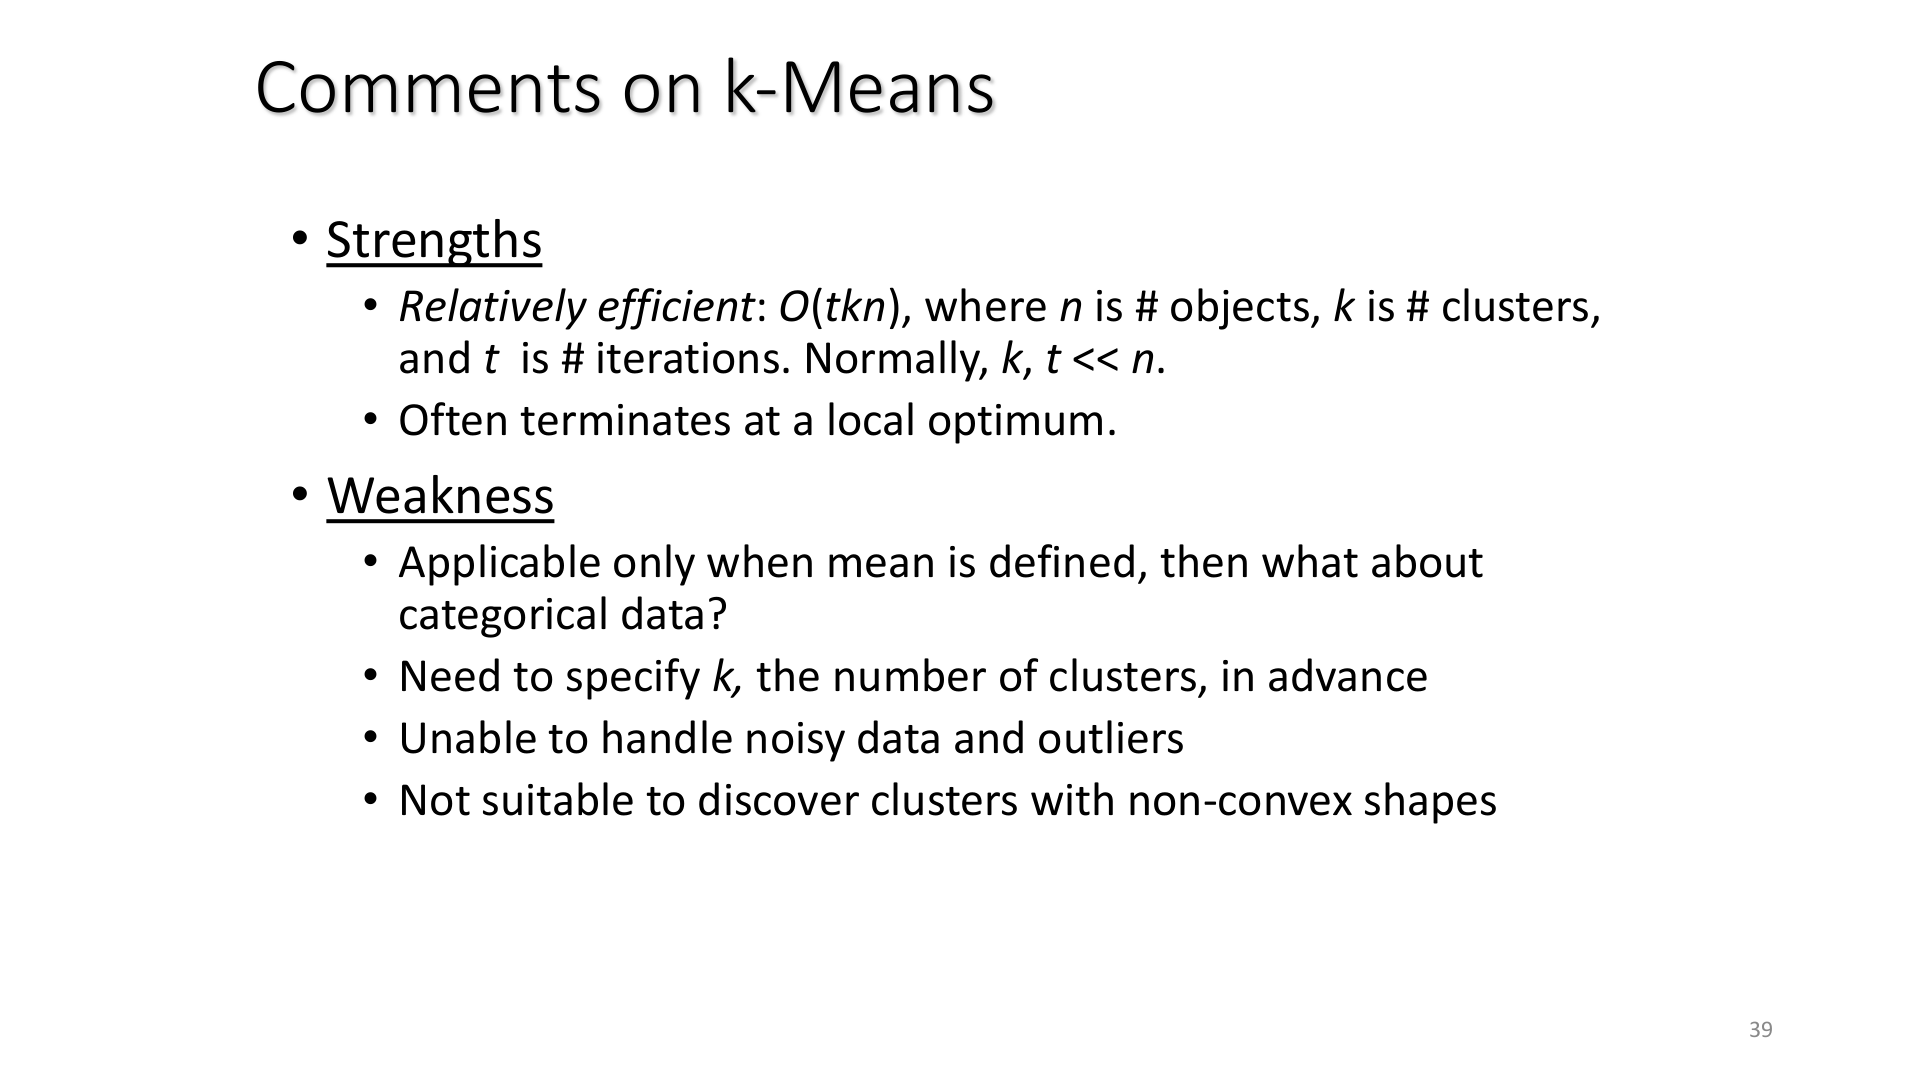 Comments on k-Means
• Strengths
• Relatively efficient: O(tkn), where n is # objects, k is # clusters,
and t  is # iterations. Normally, k, t << n.
• Often terminates at a local optimum.
• Weakness
• Applicable only when mean is defined, then what about
categorical data?
• Need to specify k, the number of clusters, in advance
• Unable to handle noisy data and outliers
• Not suitable to discover clusters with non-convex shapes
39